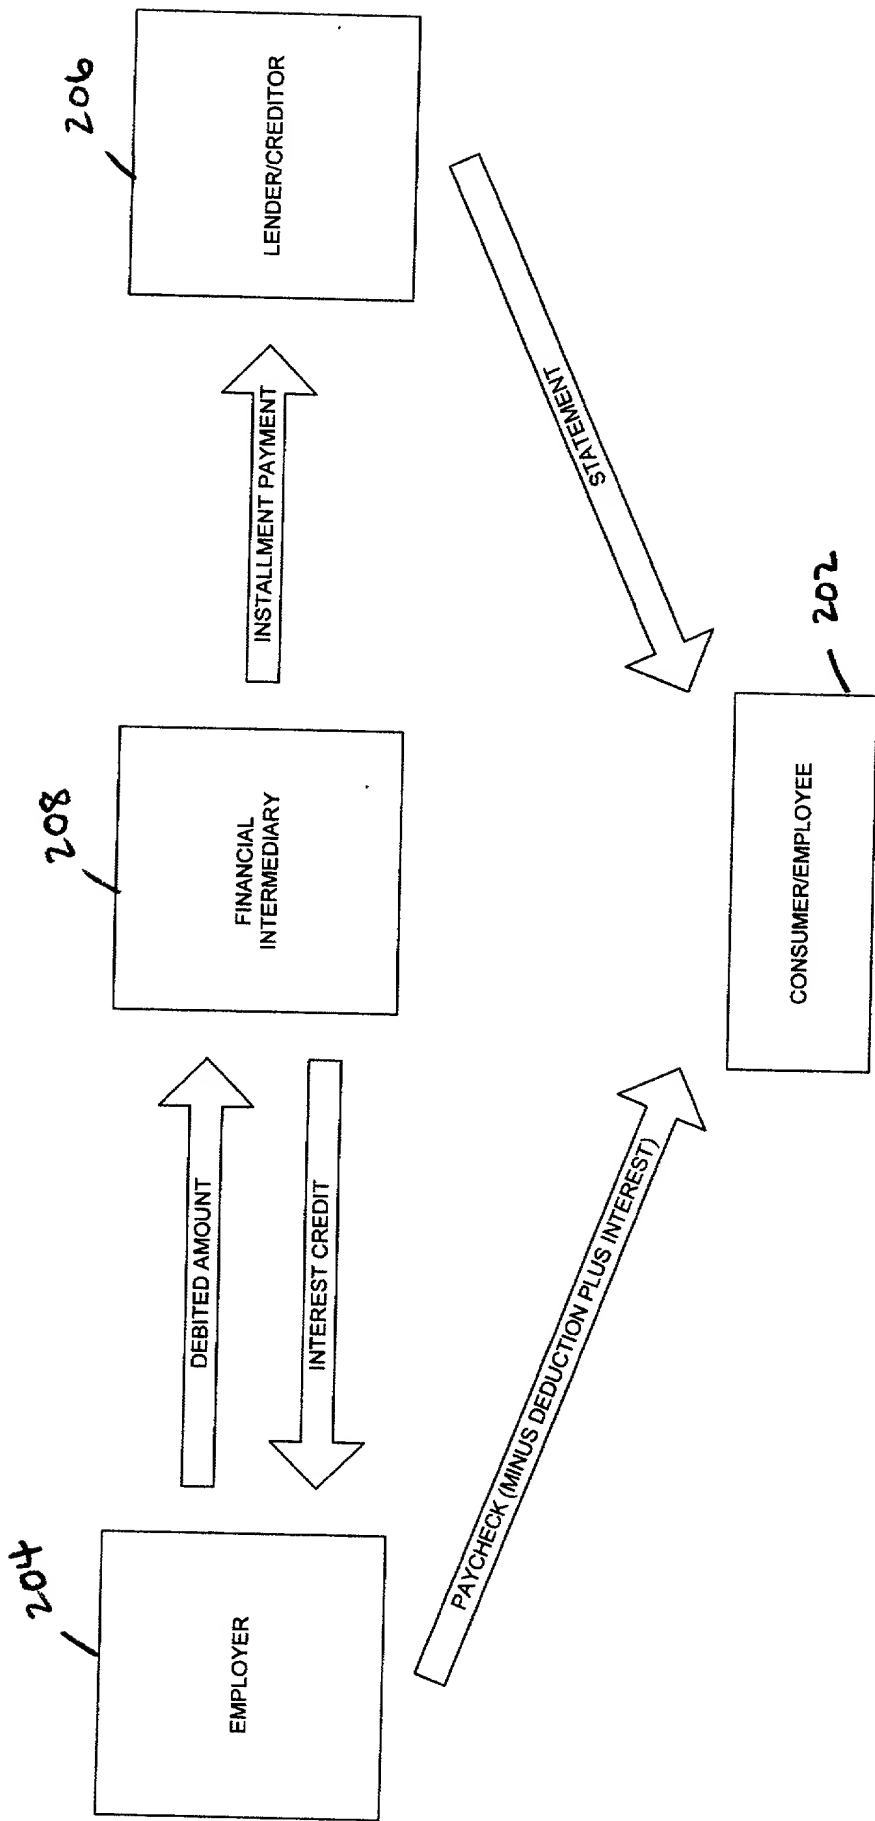 204
EMPLOYER
DEBITED AMOUNT
INTEREST CREDIT
208
FINANCIAL
INTERMEDIARY
INSTALLMENT PAYMENT
206
LENDER/CREDITOR
PAYCHECK (MINUS DEDUCTION PLUS INTEREST)
STATEMENT
202
CONSUMER/EMPLOYEE